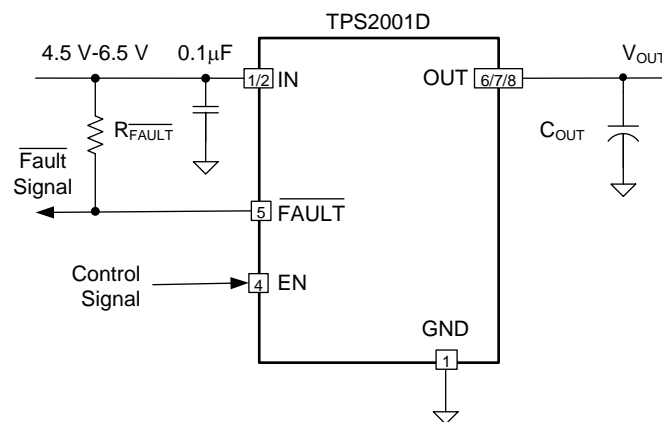 TPS2001D
4.5 V-6.5 V
0.1µF
1/2
IN
OUT
6/7/8
VOUT
RFAULT
COUT
Fault
Signal
5
FAULT
Control
Signal
4
EN
GND
1